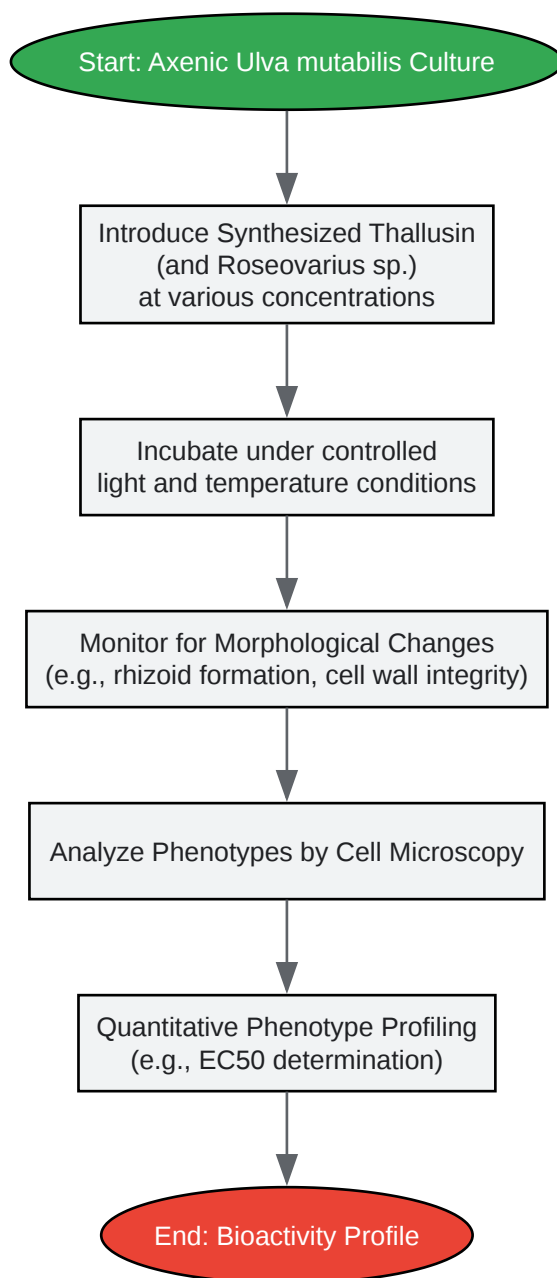 Start: Axenic Ulva mutabilis Culture
Introduce Synthesized Thallusin
(and Roseovarius sp.)
at various concentrations
Incubate under controlled
light and temperature conditions
Monitor for Morphological Changes
(e.g., rhizoid formation, cell wall integrity)
Analyze Phenotypes by Cell Microscopy
Quantitative Phenotype Profiling
(e.g., EC50 determination)
End: Bioactivity Profile